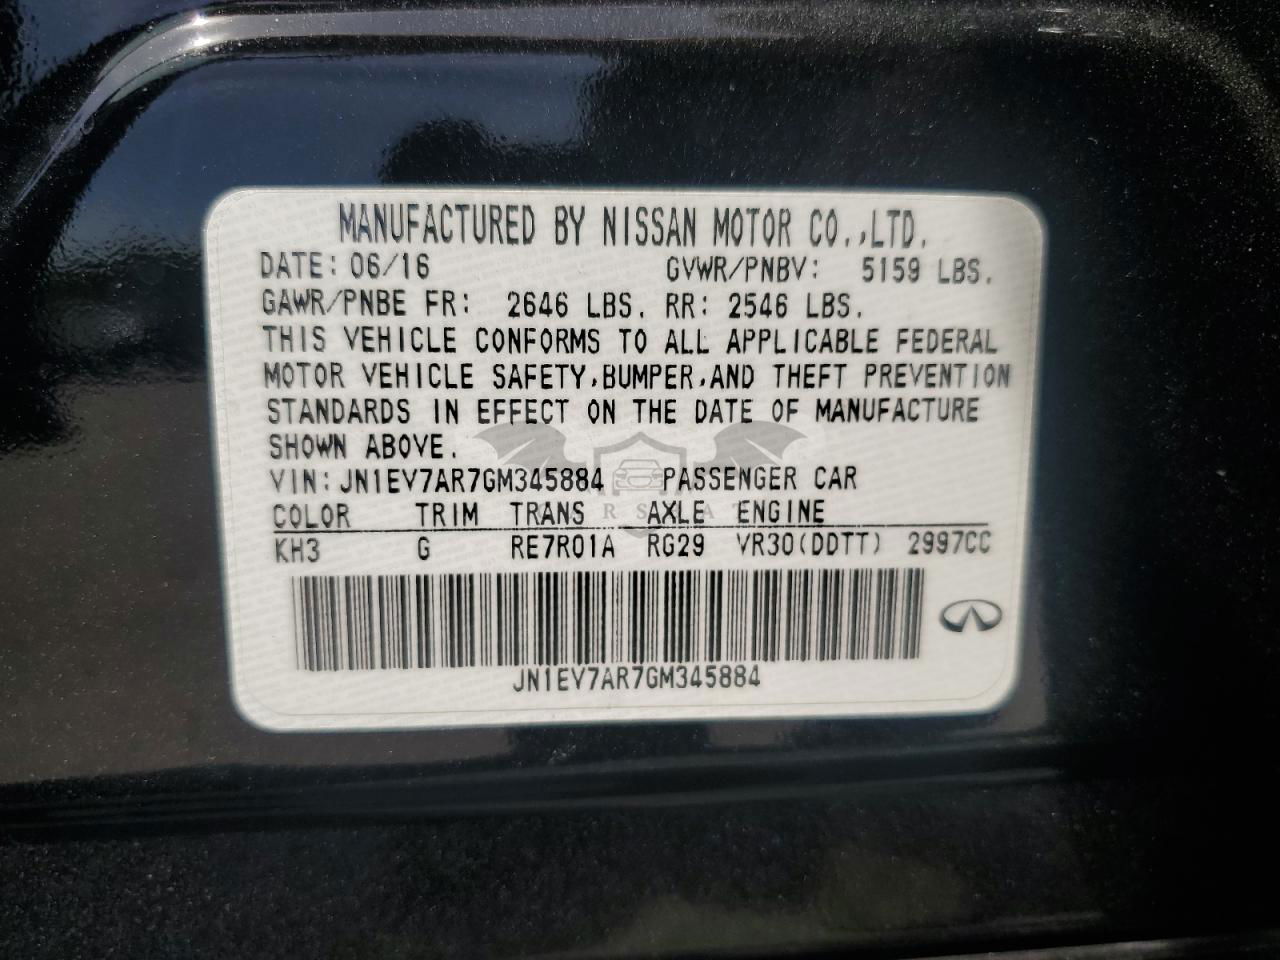 MANUFACTURED BY NISSAN MOTOR CO.,LTD.
DATE: 06/16 GVWR/PNBV: 5159 LBS.
GAWR/PNBE FR: 2646 LBS. RR: 2546 LBS.
THIS VEHICLE CONFORMS TO ALL APPLICABLE FEDERAL
MOTOR VEHICLE SAFETY,BUMPER,AND THEFT PREVENTION
STANDARDS IN EFFECT ON THE DATE OF MANUFACTURE
SHOWN ABOVE.
VIN: JN1EV7AR7GM345884 PASSENGER CAR
COLOR TRIM TRANS AXLE ENGINE
KH3 G RE7R01A RG29 VR30(DDTT) 2997CC
JN1EV7AR7GM345884